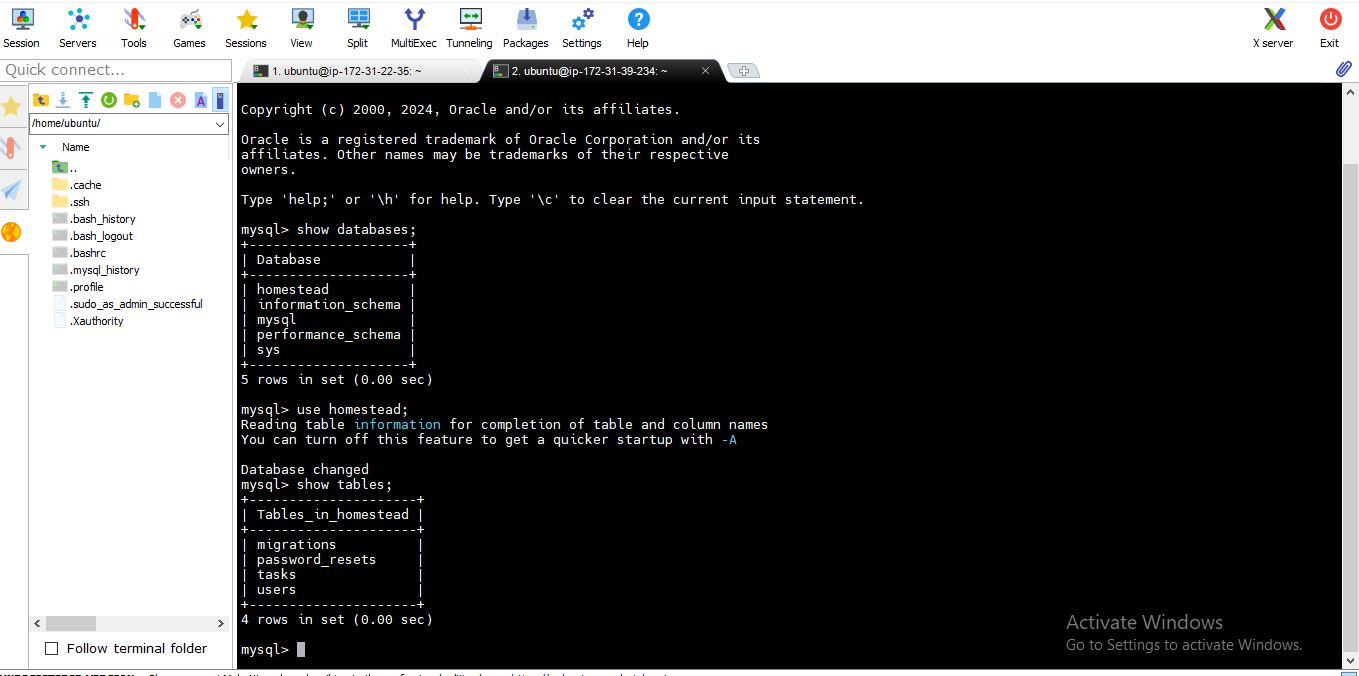 Session Servers Tools Games Sessions View Split MultiExec Tunneling Packages Settings Help X server Exit
Quick connect...
1. ubuntu@ip-172-31-22-35: ~
2. ubuntu@ip-172-31-39-234: ~
/home/ubuntu/
Name
..
.cache
.ssh
.bash_history
.bash_logout
.bashrc
.mysql_history
.profile
.sudo_as_admin_successful
.Xauthority
Follow terminal folder
Copyright (c) 2000, 2024, Oracle and/or its affiliates.
Oracle is a registered trademark of Oracle Corporation and/or its
affiliates. Other names may be trademarks of their respective
owners.
Type 'help;' or '\h' for help. Type '\c' to clear the current input statement.
mysql> show databases;
+--------------------+
| Database           |
+--------------------+
| homestead          |
| information_schema |
| mysql              |
| performance_schema |
| sys                |
+--------------------+
5 rows in set (0.00 sec)
mysql> use homestead;
Reading table information for completion of table and column names
You can turn off this feature to get a quicker startup with -A
Database changed
mysql> show tables;
+---------------------+
| Tables_in_homestead |
+---------------------+
| migrations          |
| password_resets     |
| tasks               |
| users               |
+---------------------+
4 rows in set (0.00 sec)
mysql>
Activate Windows
Go to Settings to activate Windows.